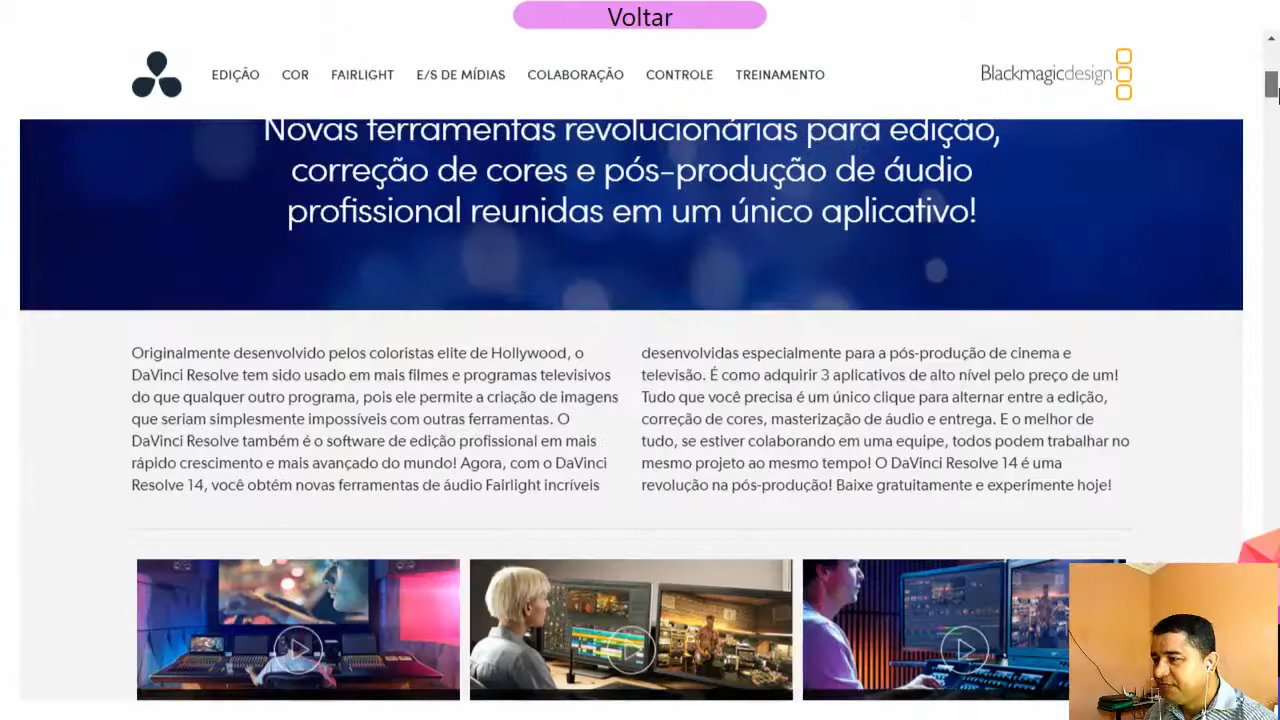 Voltar
EDIÇÃO COR FAIRLIGHT E/S DE MÍDIAS COLABORAÇÃO CONTROLE TREINAMENTO
Blackmagicdesign
Novas ferramentas revolucionárias para edição,
correção de cores e pós-produção de áudio
profissional reunidas em um único aplicativo!
Originalmente desenvolvido pelos coloristas elite de Hollywood, o
DaVinci Resolve tem sido usado em mais filmes e programas televisivos
do que qualquer outro programa, pois ele permite a criação de imagens
que seriam simplesmente impossíveis com outras ferramentas. O
DaVinci Resolve também é o software de edição profissional em mais
rápido crescimento e mais avançado do mundo! Agora, com o DaVinci
Resolve 14, você obtém novas ferramentas de áudio Fairlight incríveis
desenvolvidas especialmente para a pós-produção de cinema e
televisão. É como adquirir 3 aplicativos de alto nível pelo preço de um!
Tudo que você precisa é um único clique para alternar entre a edição,
correção de cores, masterização de áudio e entrega. E o melhor de
tudo, se estiver colaborando em uma equipe, todos podem trabalhar no
mesmo projeto ao mesmo tempo! O DaVinci Resolve 14 é uma
revolução na pós-produção! Baixe gratuitamente e experimente hoje!